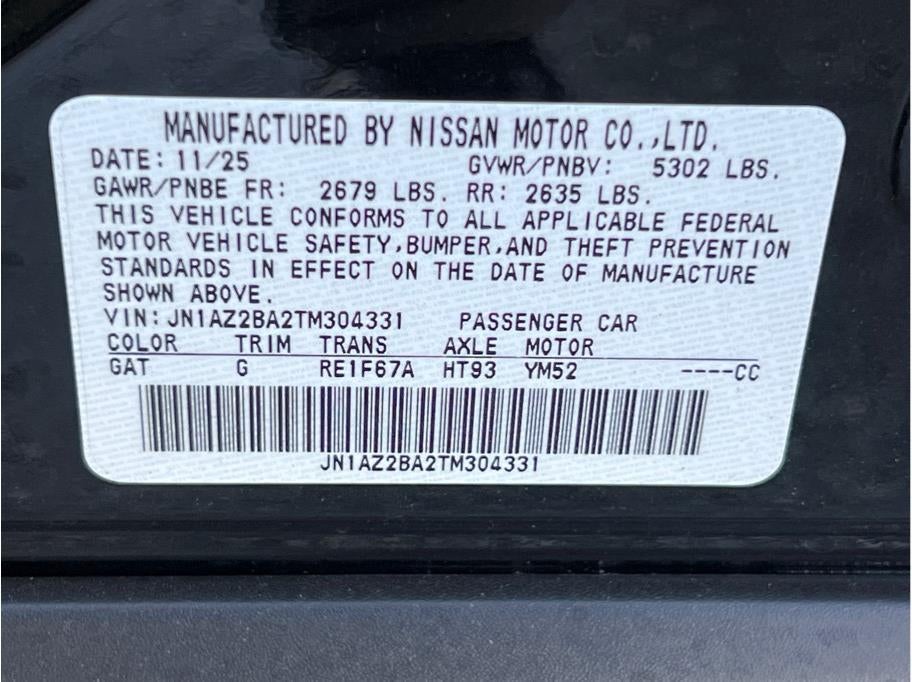 MANUFACTURED BY NISSAN MOTOR CO.,LTD.
DATE: 11/25 GVWR/PNBV: 5302 LBS.
GAWR/PNBE FR: 2679 LBS. RR: 2635 LBS.
THIS VEHICLE CONFORMS TO ALL APPLICABLE FEDERAL
MOTOR VEHICLE SAFETY,BUMPER,AND THEFT PREVENTION
STANDARDS IN EFFECT ON THE DATE OF MANUFACTURE
SHOWN ABOVE.
VIN: JN1AZ2BA2TM304331 PASSENGER CAR
COLOR TRIM TRANS AXLE MOTOR
GAT G RE1F67A HT93 YM52 ----CC
JN1AZ2BA2TM304331